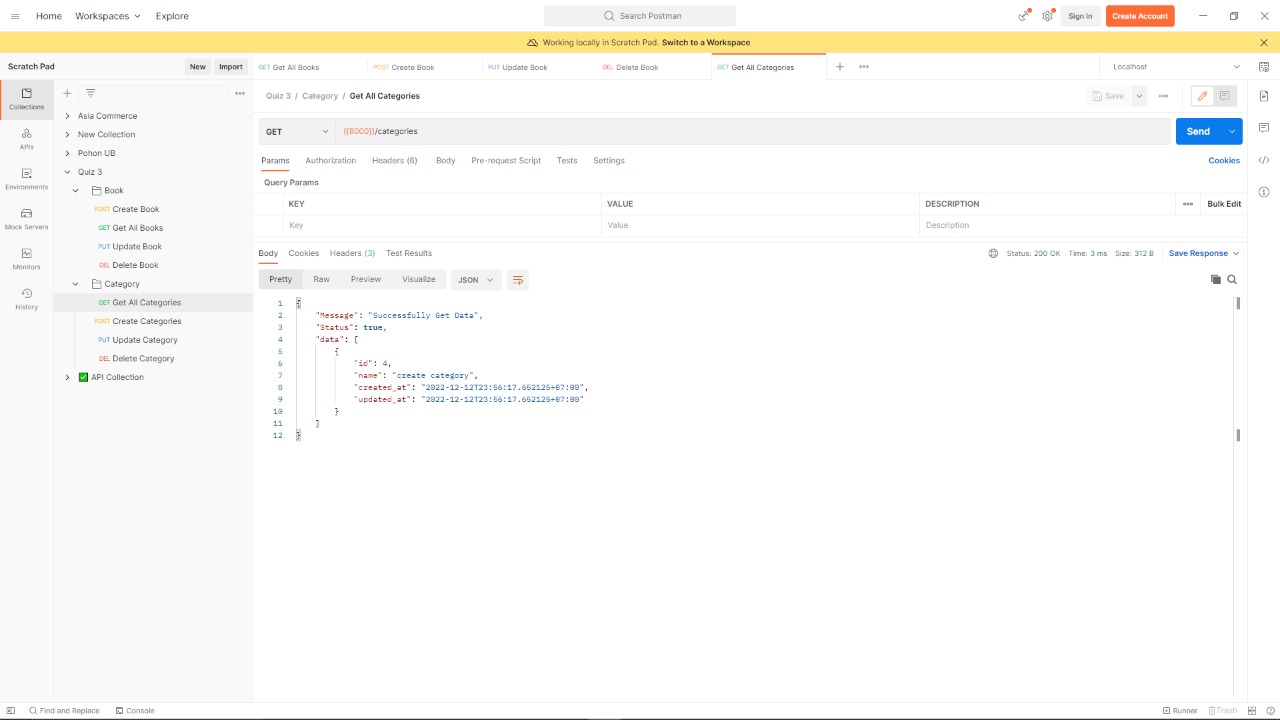 Home Workspaces Explore Search Postman Sign In Create Account
Working locally in Scratch Pad. Switch to a Workspace
Scratch Pad New Import GET Get All Books POST Create Book PUT Update Book DEL Delete Book GET Get All Categories Localhost
Collections
APIs
Environments
Mock Servers
Monitors
History
Asia Commerce
New Collection
Pohon UB
Quiz 3
Book
POST Create Book
GET Get All Books
PUT Update Book
DEL Delete Book
Category
GET Get All Categories
POST Create Categories
PUT Update Category
DEL Delete Category
API Collection
Quiz 3 / Category / Get All Categories Save
GET {{8000}}/categories Send
Params Authorization Headers (6) Body Pre-request Script Tests Settings Cookies
Query Params
KEY VALUE DESCRIPTION Bulk Edit
Key Value Description
Body Cookies Headers (3) Test Results Status: 200 OK Time: 3 ms Size: 312 B Save Response
Pretty Raw Preview Visualize JSON
1 {
2 "Message": "Successfully Get Data",
3 "Status": true,
4 "data": [
5 {
6 "id": 4,
7 "name": "create category",
8 "created_at": "2022-12-12T23:56:17.652125+07:00",
9 "updated_at": "2022-12-12T23:56:17.652125+07:00"
10 }
11 ]
12 }
Find and Replace Console Runner Trash